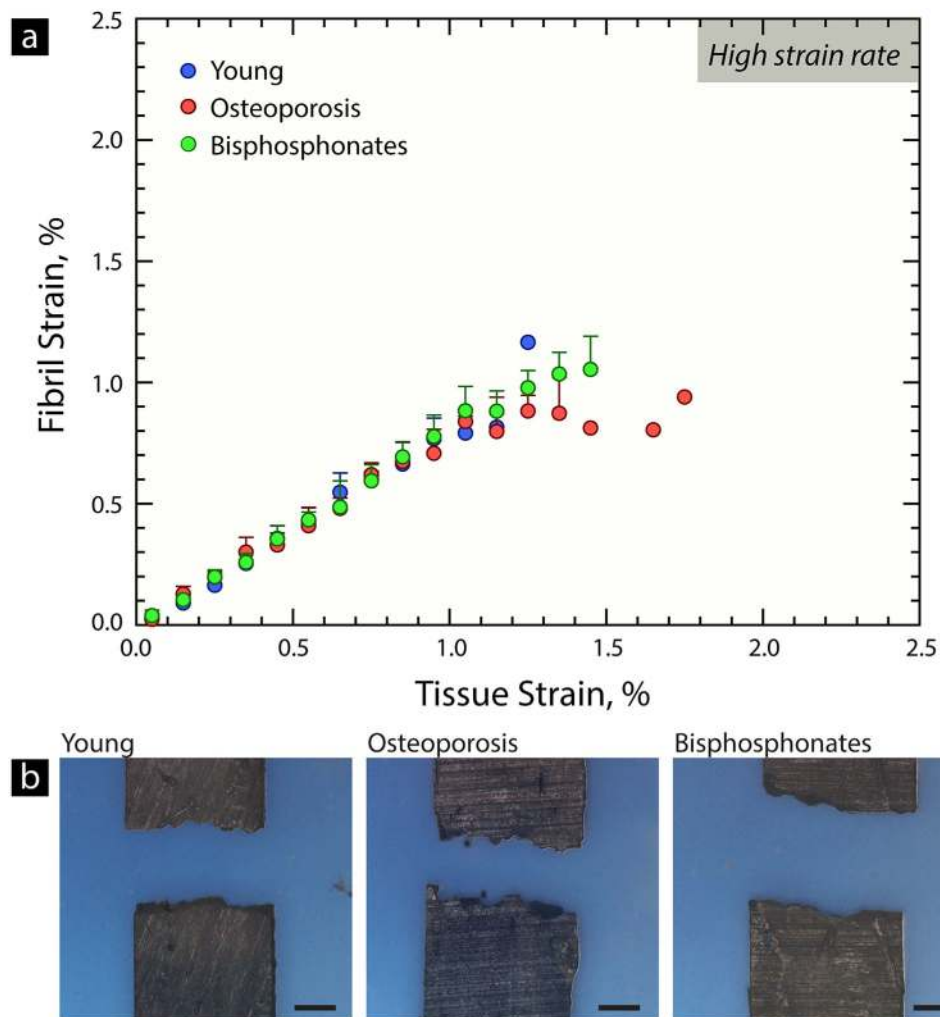 a
High strain rate
Young
Osteoporosis
Bisphosphonates
2.5
2.0
1.5
1.0
0.5
0.0
Fibril Strain, %
0.0 0.5 1.0 1.5 2.0 2.5
Tissue Strain, %
b
Young Osteoporosis Bisphosphonates